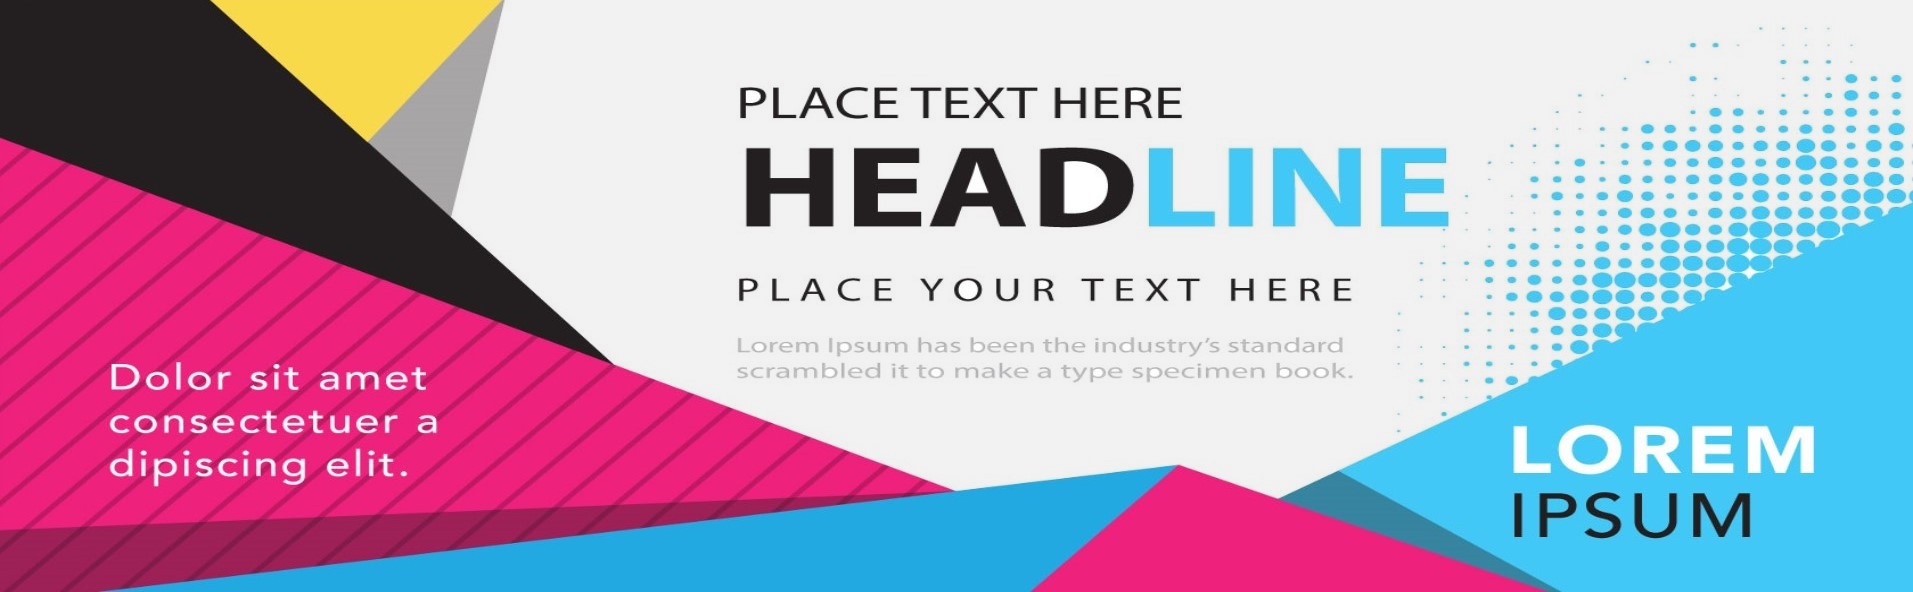 PLACE TEXT HERE
HEADLINE
PLACE YOUR TEXT HERE
Lorem Ipsum has been the industry’s standard
scrambled it to make a type specimen book.
Dolor sit amet
consectetuer a
dipiscing elit.
LOREM
IPSUM